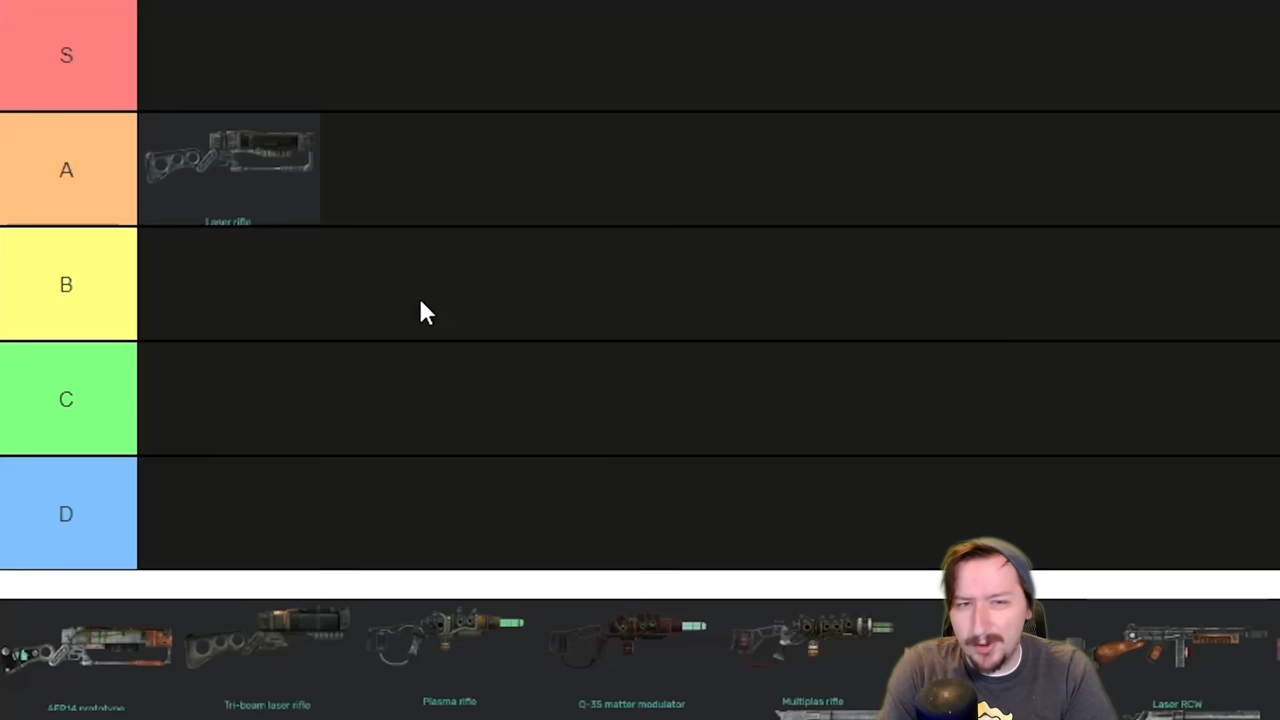 S
A
Laser rifle
B
C
D
AER14 prototype
Tri-beam laser rifle
Plasma rifle
Q-35 matter modulator
Multiplas rifle
Laser RCW